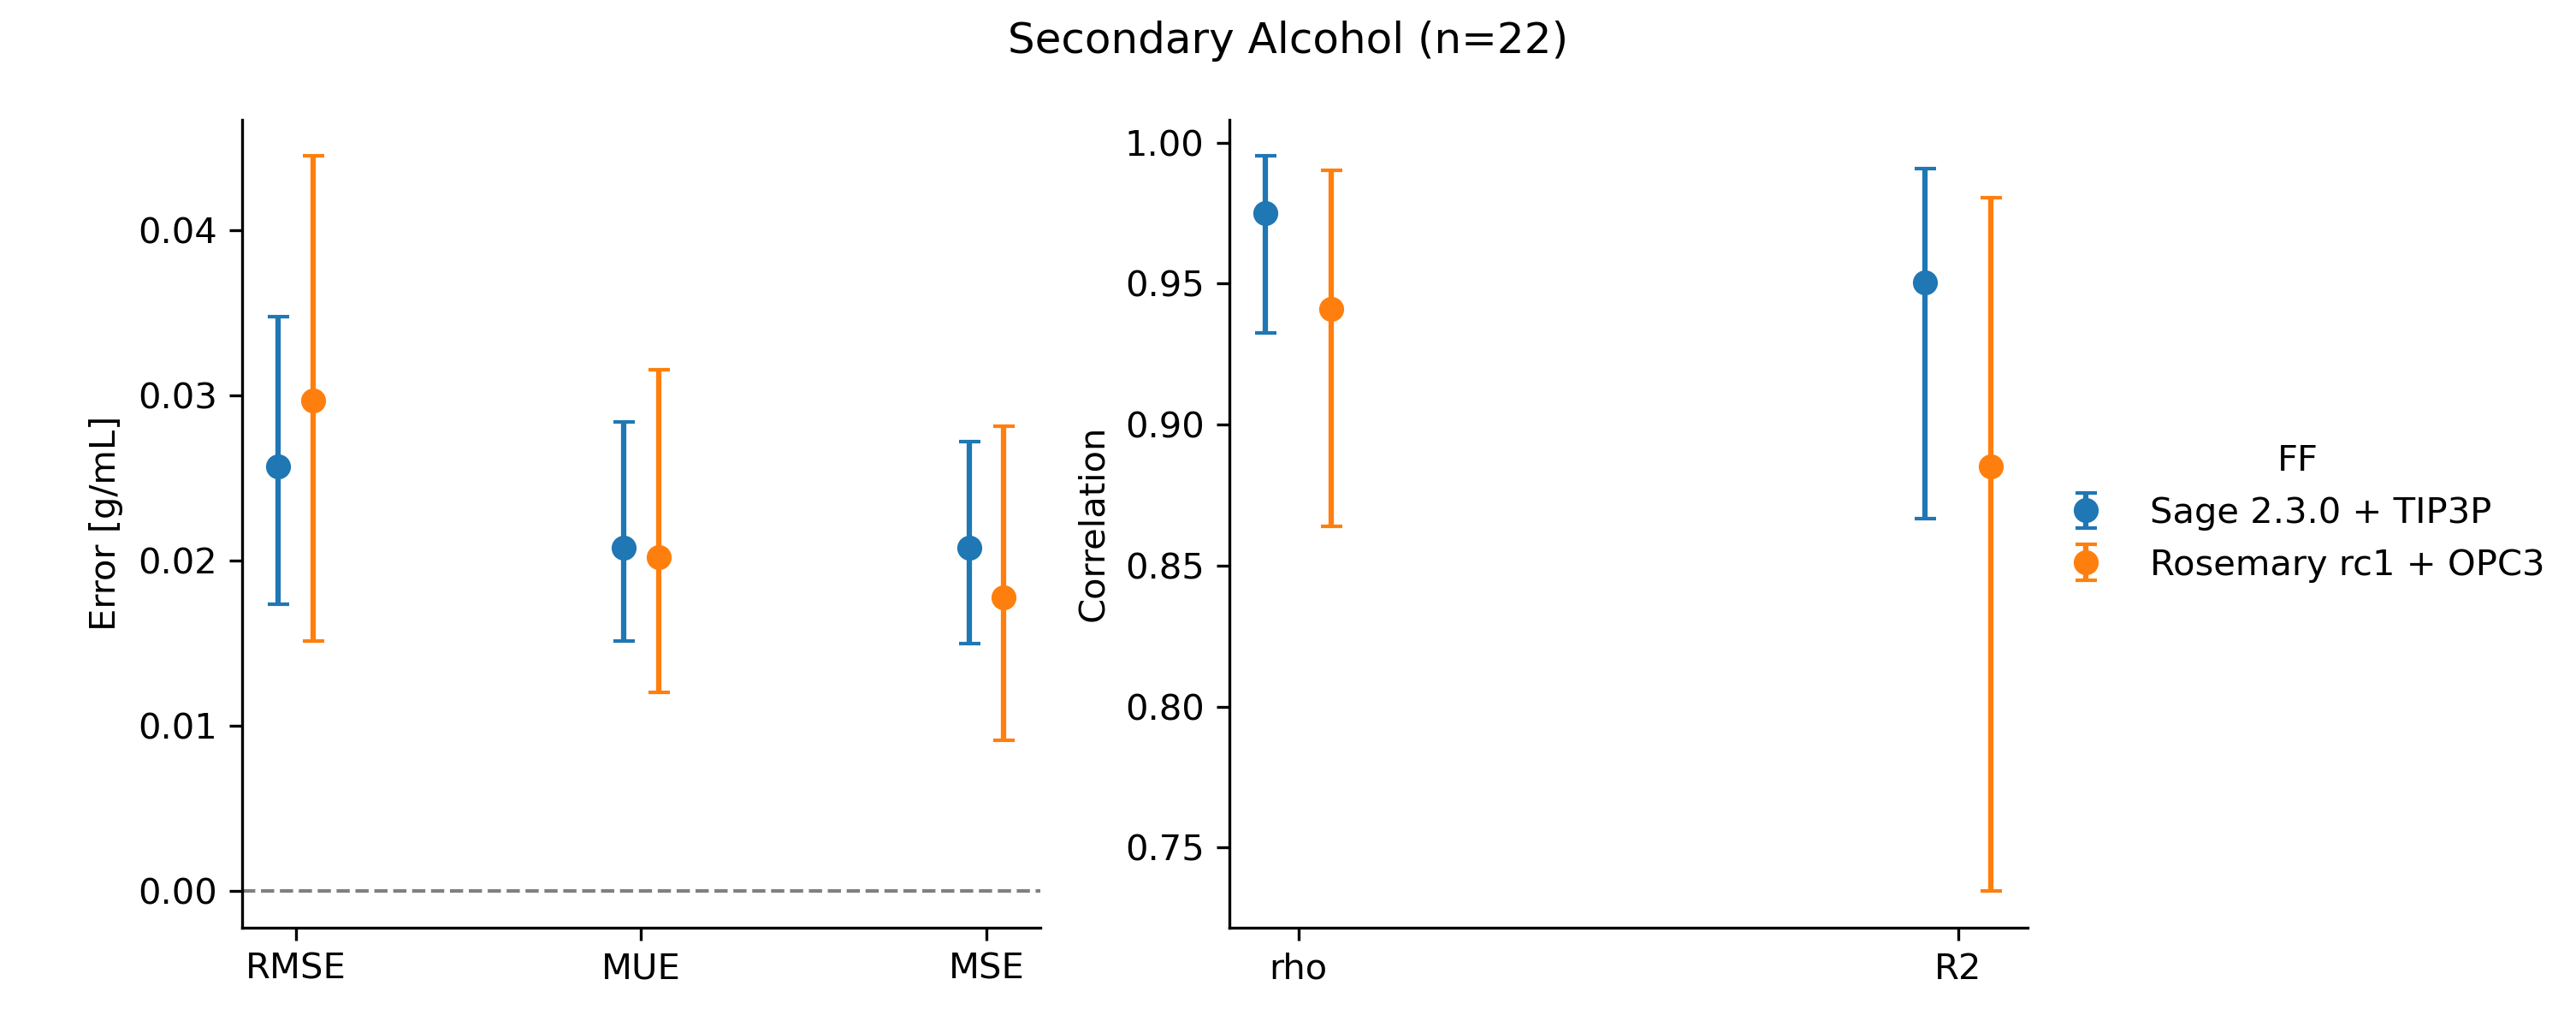 Secondary Alcohol (n=22)
Error [g/mL]
0.04
0.03
0.02
0.01
0.00
RMSE
MUE
MSE
Correlation
1.00
0.95
0.90
0.85
0.80
0.75
rho
R2
FF
Sage 2.3.0 + TIP3P
Rosemary rc1 + OPC3